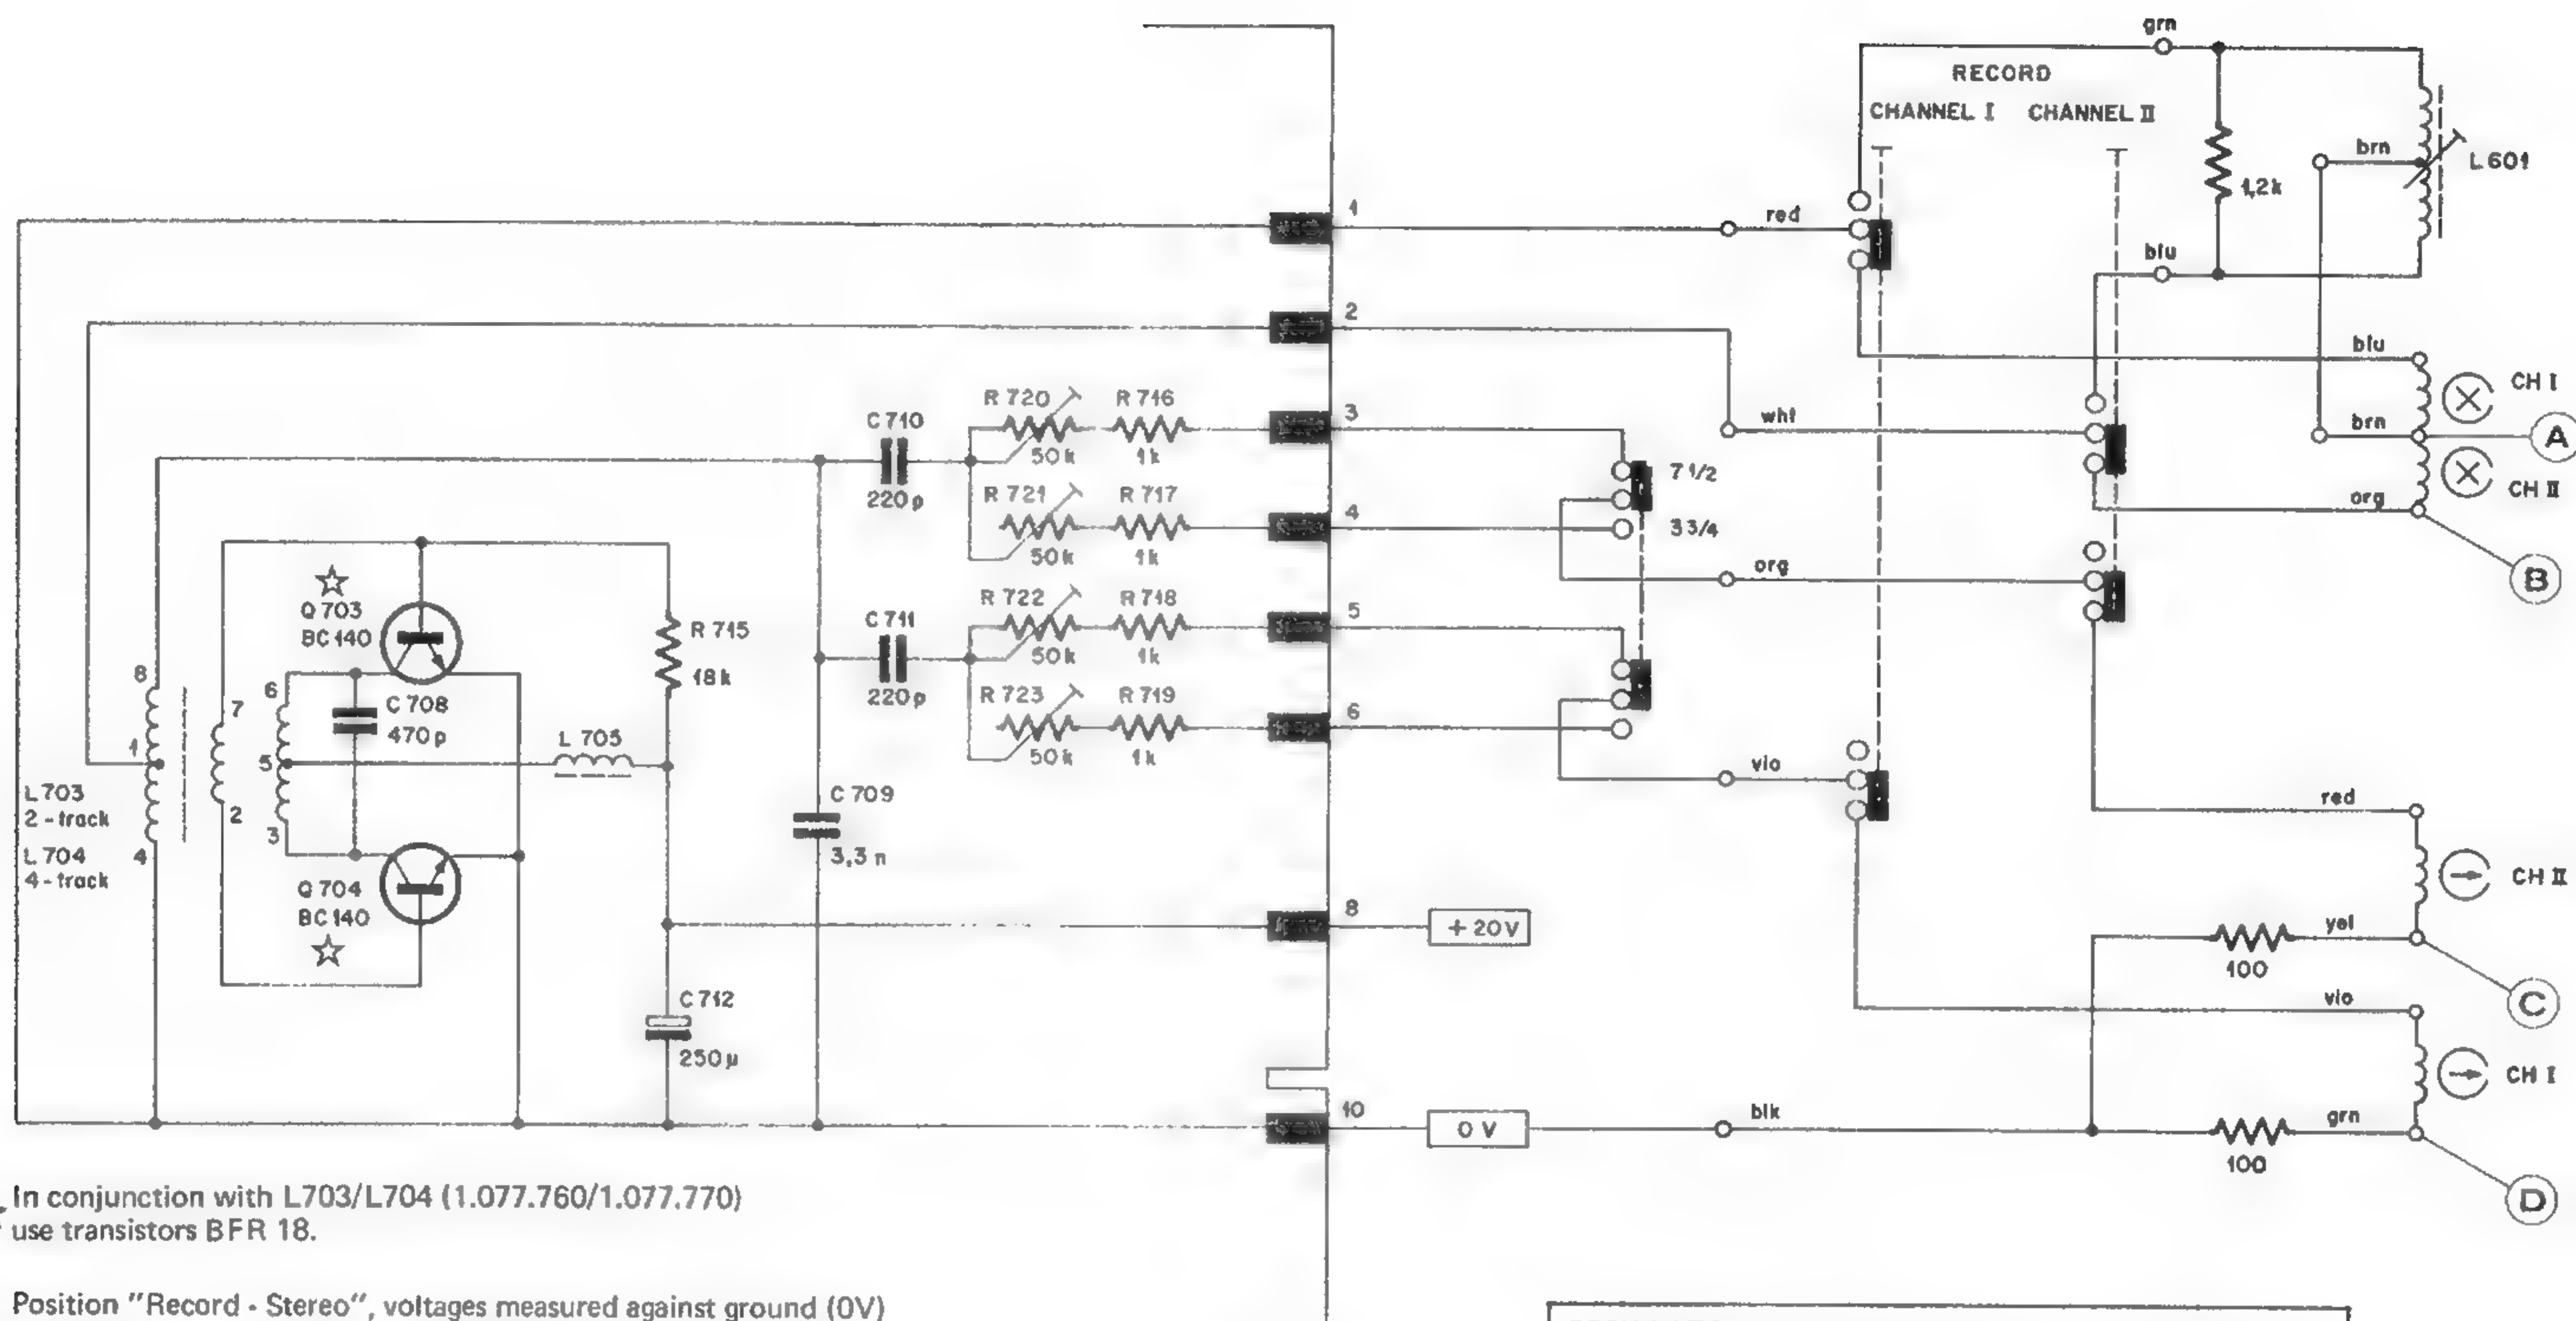 grn
RECORD
CHANNEL I CHANNEL II
brn
L601
1,2k
1
red
blu
2
blu
CH I
R 720
R 716
3
C 710
wht
brn
A
50k
1k
7 1/2
220p
R 721
R 717
4
org
CH II
3 3/4
50k
1k
org
B
Q 703
BC 140
R 722
R 718
5
C 711
R 715
50k
1k
18k
8
6
220p
R 723
R 719
7
C 708
470p
6
L 705
1
5
50k
1k
vio
L703
2 - track
2
C 709
red
3
L704
4 - track
4
3,3 n
Q 704
BC 140
CH II
8
+20V
yel
100
C 712
vio
C
250µ
10
0 V
blk
grn
CH I
100
D
In conjunction with L703/L704 (1.077.760/1.077.770)
use transistors BFR 18.
Position "Record - Stereo", voltages measured against ground (0V)